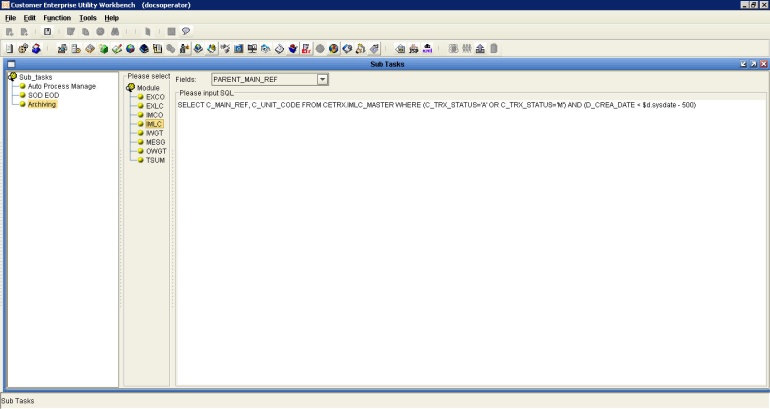 Customer Enterprise Utility Workbench (docsoperator)
File Edit Function Tools Help
Sub Tasks
Sub_tasks
Auto Process Manage
SOD EOD
Archiving
Please select
Module
EXCO
EXLC
IMCO
IMLC
IWGT
MESG
OWGT
TSUM
Fields: PARENT_MAIN_REF
Please input SQL
SELECT C_MAIN_REF, C_UNIT_CODE FROM CETRX.IMLC_MASTER WHERE (C_TRX_STATUS='A' OR C_TRX_STATUS='M') AND (D_CREA_DATE < $d.sysdate - 500)
Sub Tasks